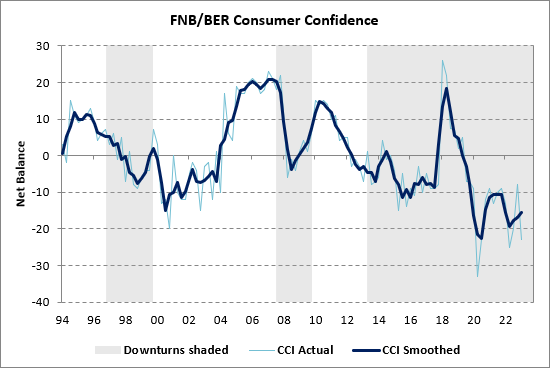 FNB/BER Consumer Confidence
30
20
10
0
-10
-20
-30
-40
Net Balance
94 96 98 00 02 04 06 08 10 12 14 16 18 20 22
Downturns shaded CCI Actual CCI Smoothed